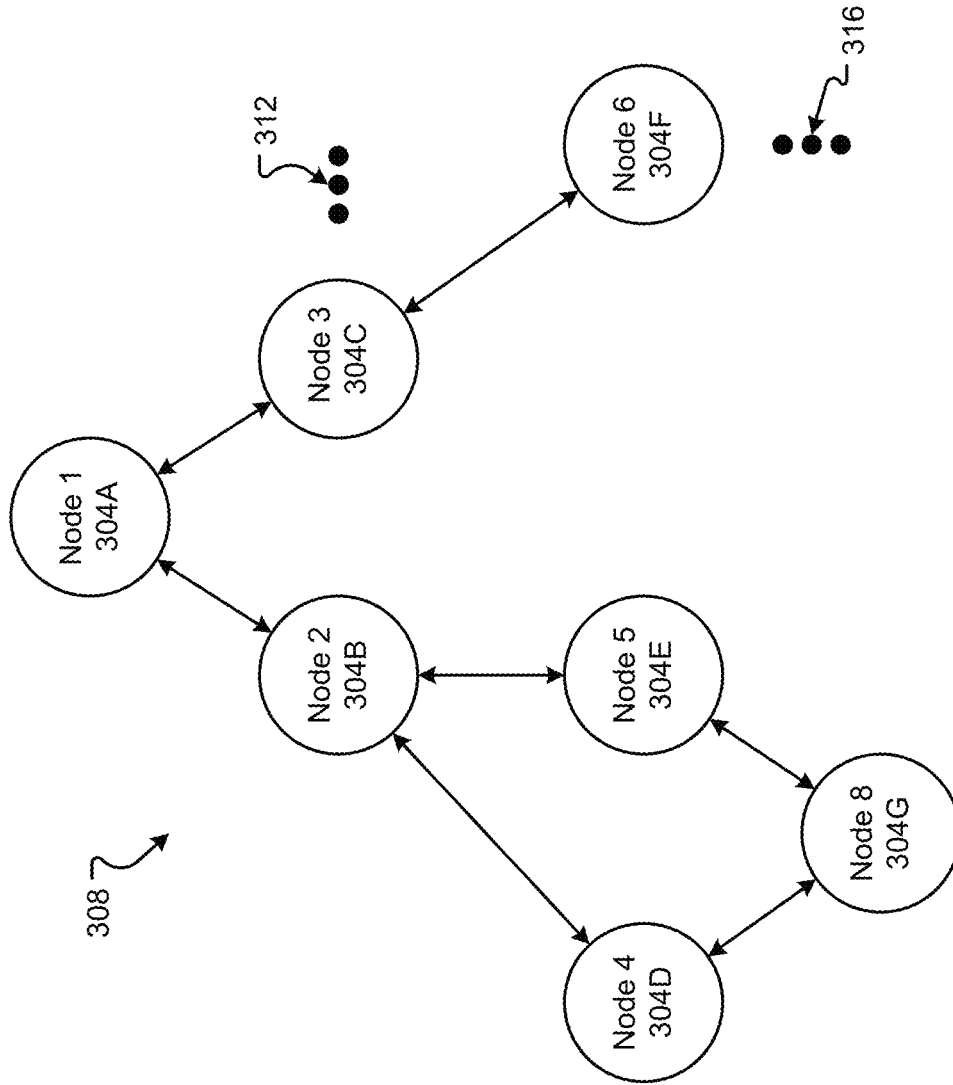 308
Node 1
304A
312
Node 2
304B
Node 3
304C
Node 4
304D
Node 5
304E
Node 6
304F
316
Node 8
304G